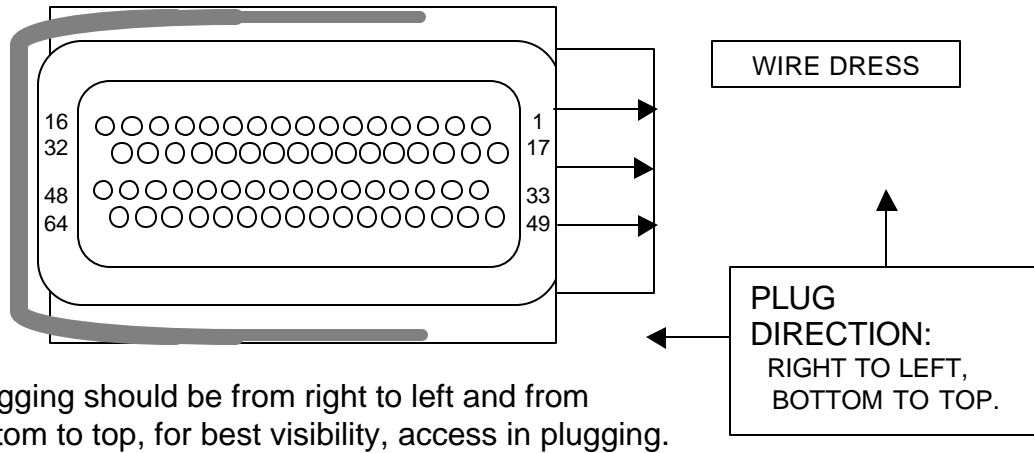 WIRE DRESS
16 1
32 17
48 33
64 49
PLUG
DIRECTION:
RIGHT TO LEFT,
BOTTOM TO TOP.
gging should be from right to left and from
tom to top, for best visibility, access in plugging.